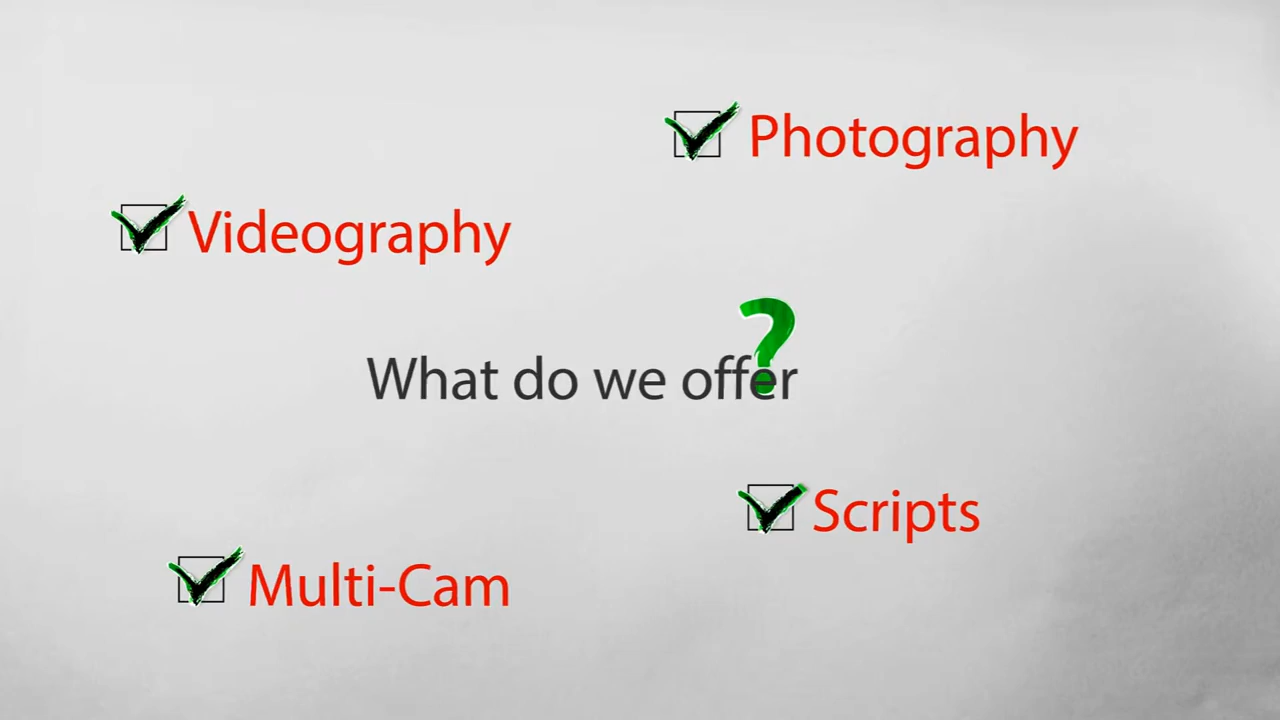 Photography
Videography
What do we offer?
Scripts
Multi-Cam